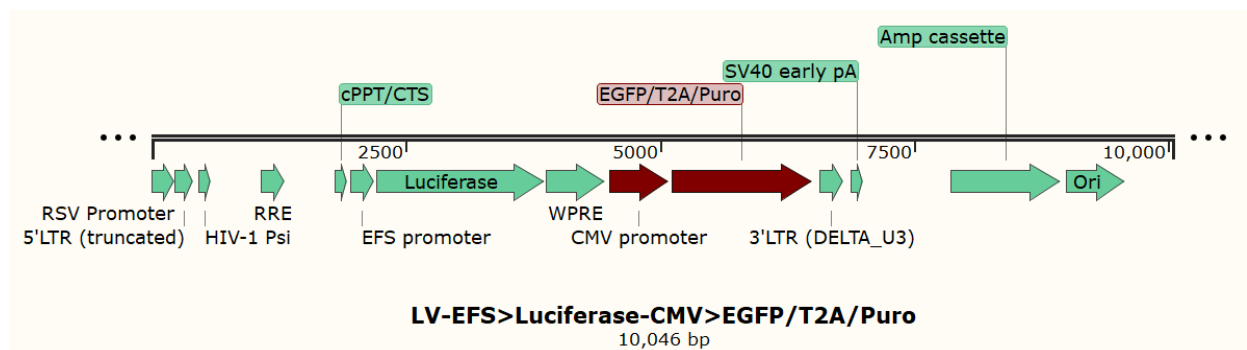 Amp cassette
SV40 early pA
cPPT/CTS
EGFP/T2A/Puro
2500
5000
7500
10,000
Luciferase
Ori
RSV Promoter
RRE
WPRE
5'LTR (truncated)
HIV-1 Psi
EFS promoter
CMV promoter
3'LTR (DELTA_U3)
LV-EFS>Luciferase-CMV>EGFP/T2A/Puro
10,046 bp